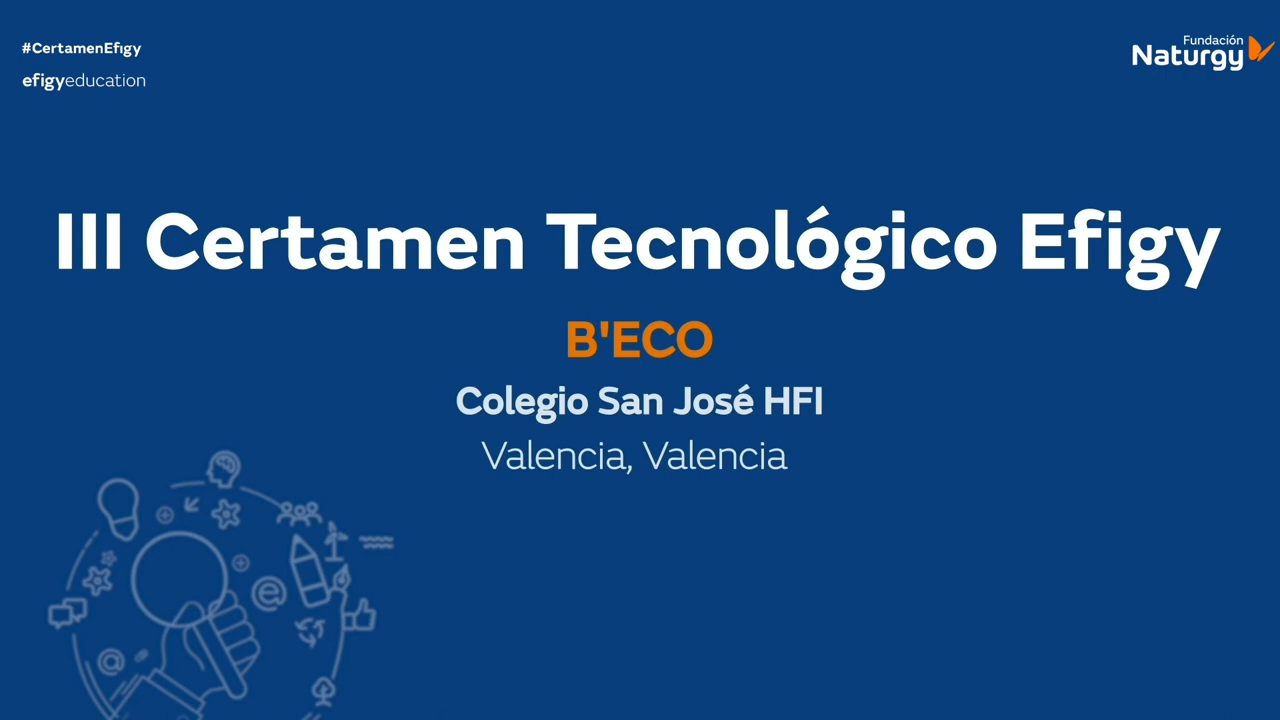 #CertamenEfigy
efigyeducation
Fundación
Naturgy
III Certamen Tecnológico Efigy
B'ECO
Colegio San José HFI
Valencia, Valencia